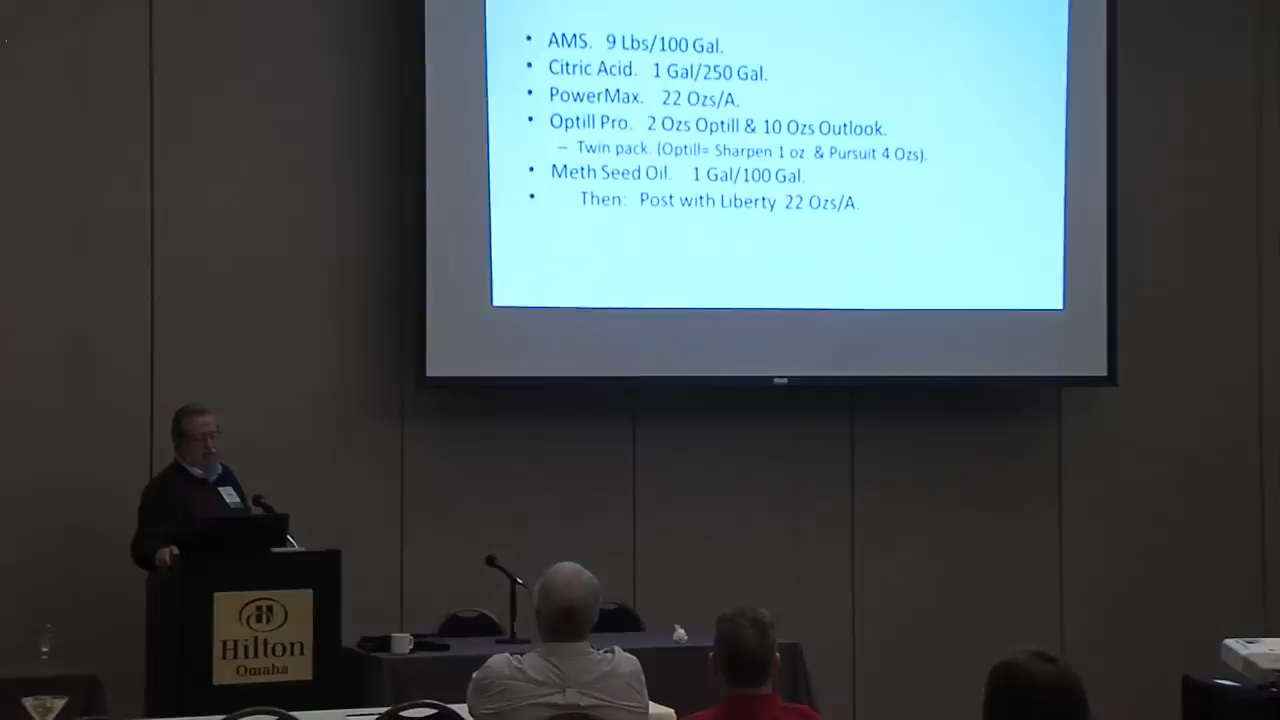 • AMS. 9 Lbs/100 Gal.
• Citric Acid. 1 Gal/250 Gal.
• PowerMax. 22 Ozs/A.
• Optill Pro. 2 Ozs Optill & 10 Ozs Outlook.
– Twin pack. (Optill= Sharpen 1 oz & Pursuit 4 Ozs).
• Meth Seed Oil. 1 Gal/100 Gal.
• Then: Post with Liberty 22 Ozs/A.
Hilton
Omaha